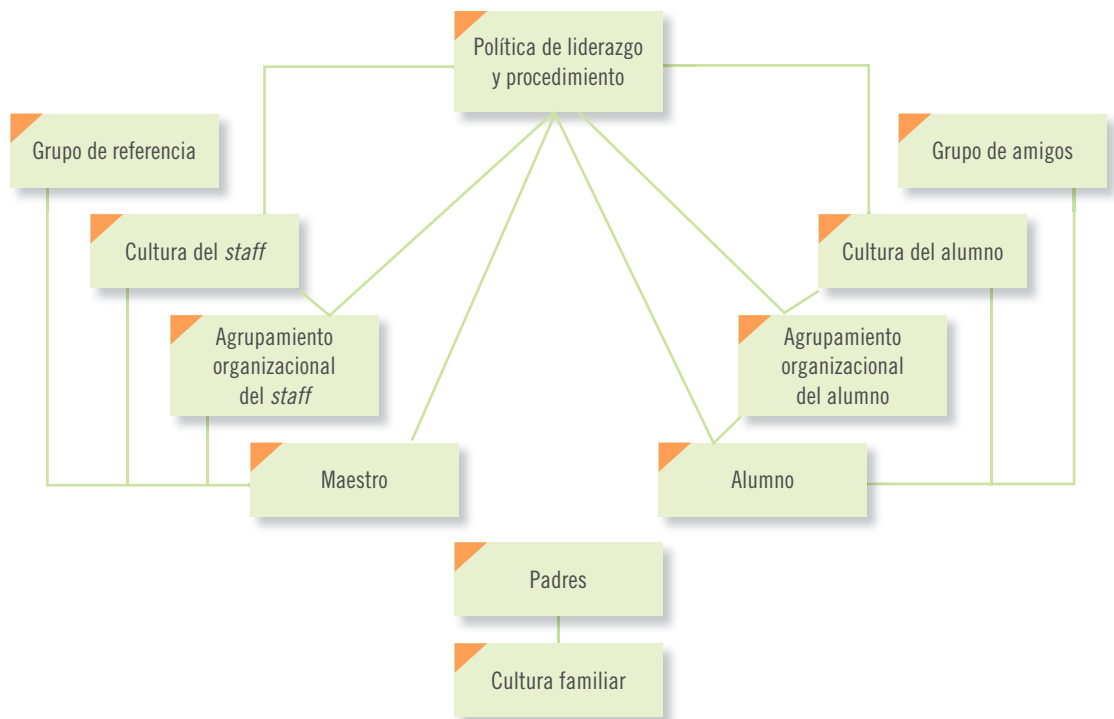 Política de liderazgo
y procedimiento
Grupo de referencia
Grupo de amigos
Cultura del staff
Cultura del alumno
Agrupamiento
organizacional
del staff
Agrupamiento
organizacional
del alumno
Maestro
Alumno
Padres
Cultura familiar